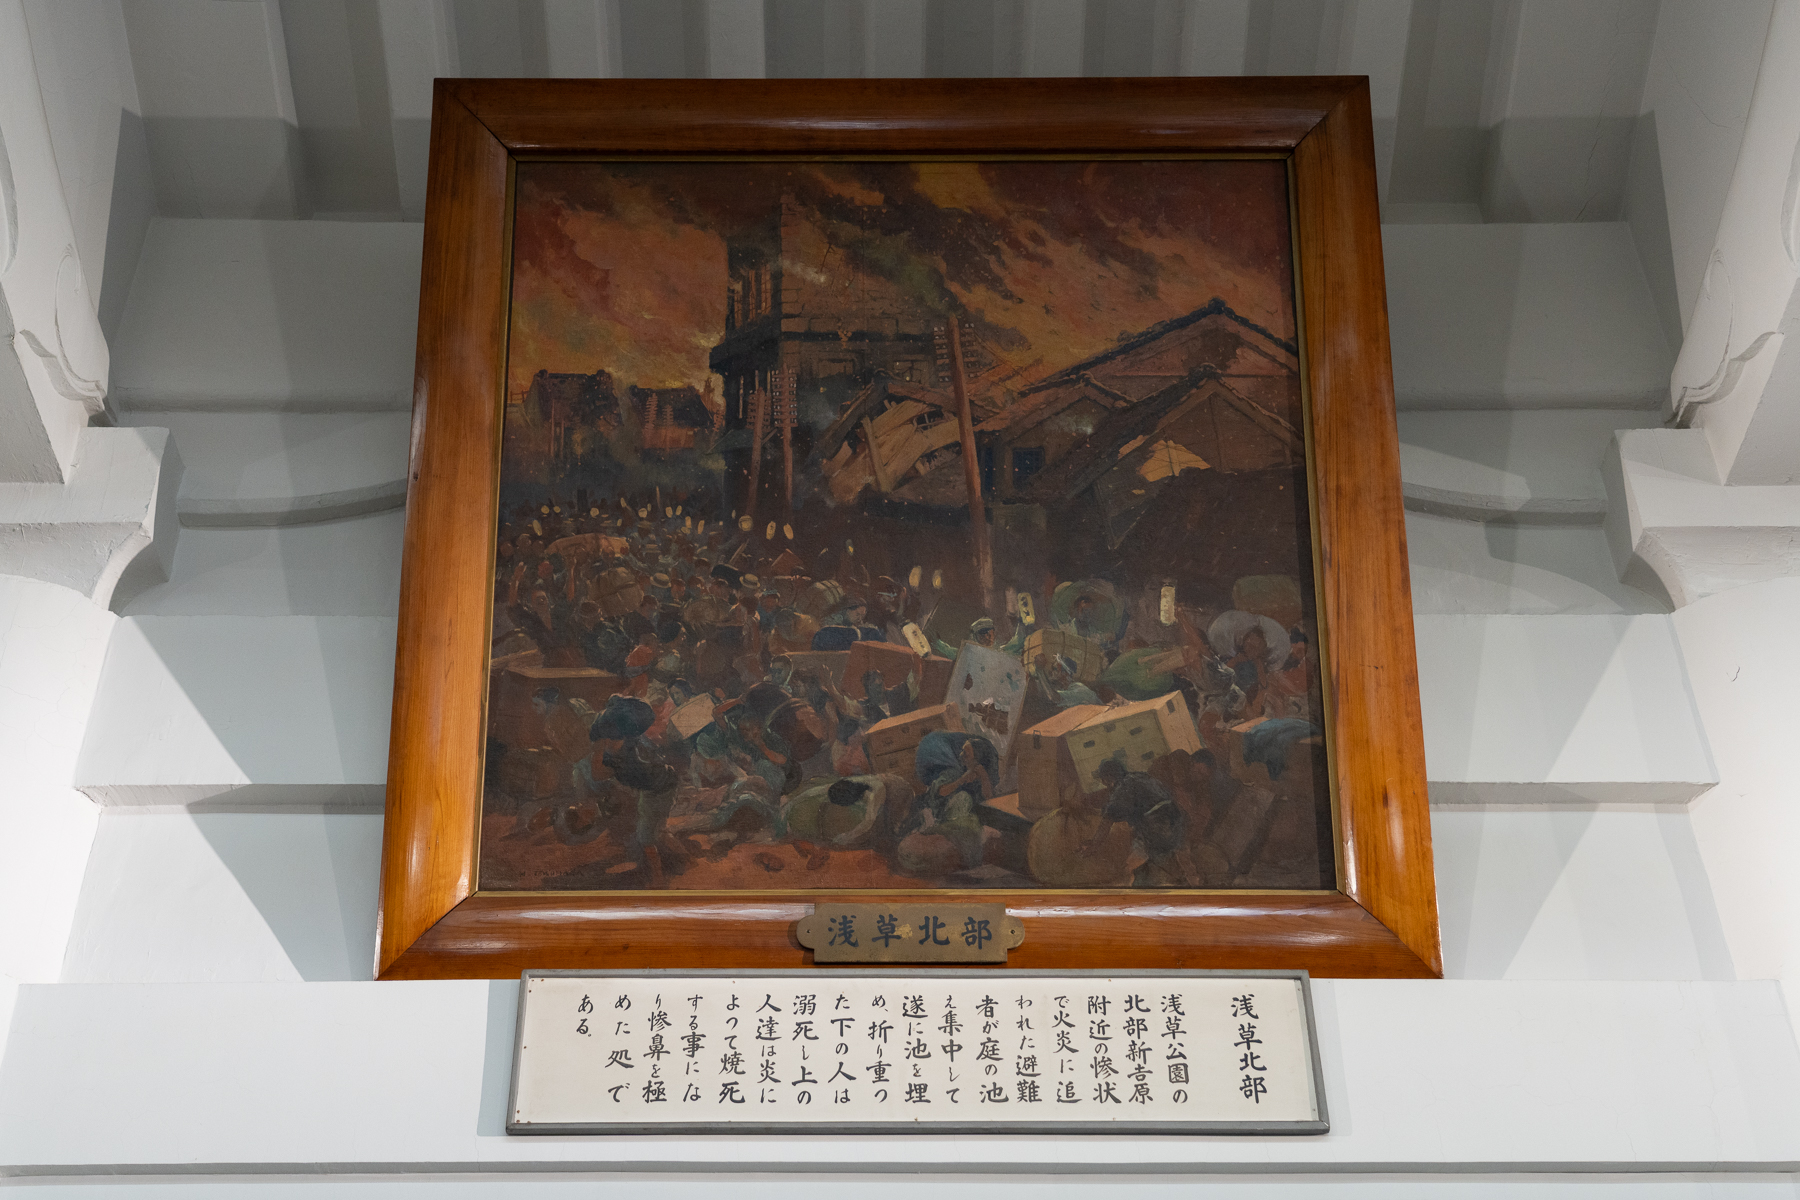 浅草北部
浅草北部
浅草公園の
北部新吉原
附近の惨状
で火炎に追
われた避難
者が庭の池
え集中して
遂に池を埋
め、折り重つ
た下の人は
溺死し上の
人達は炎に
よつて焼死
する事にな
り惨鼻を極
めた処で
ある。